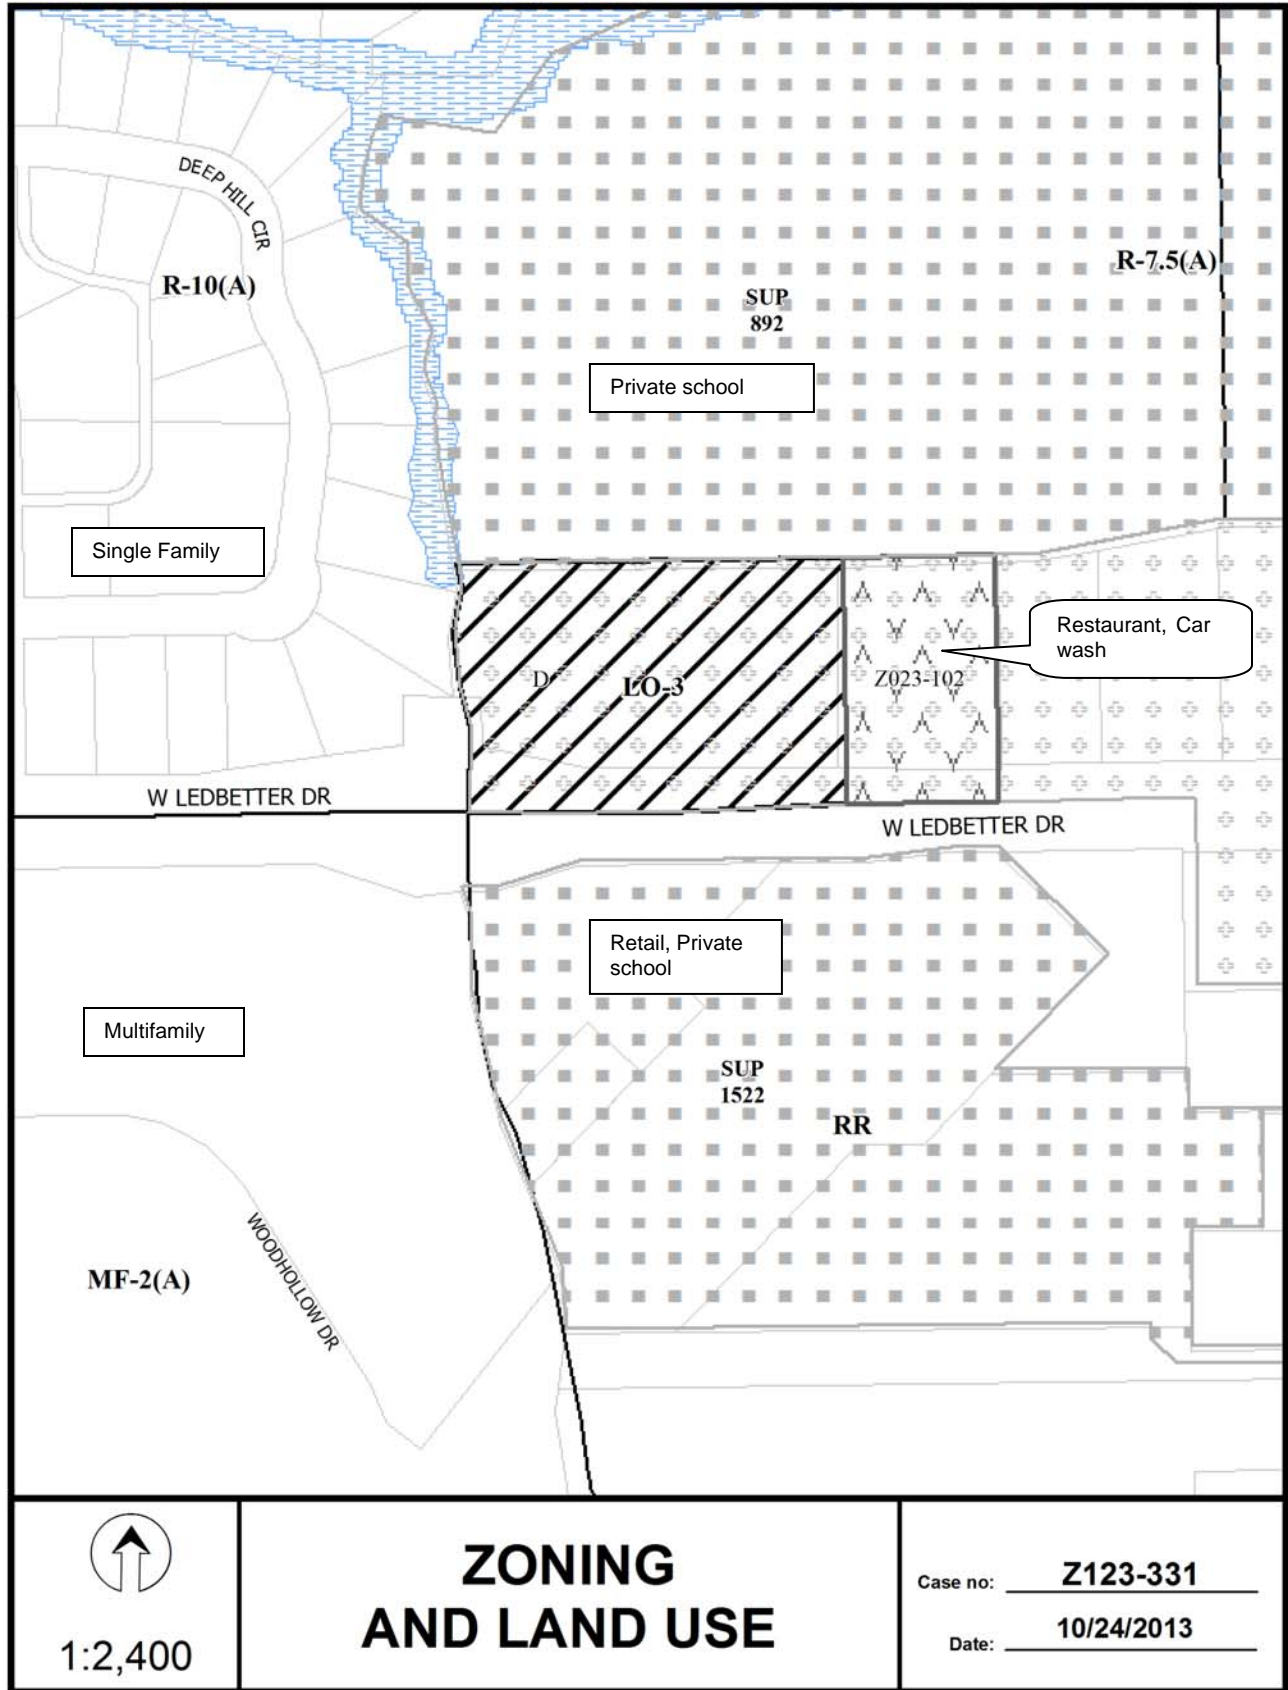 DEEP HILL CIR
R-10(A)
R-7.5(A)
SUP
892
Private school
Single Family
Restaurant, Car
wash
D
LO-3
Z023-102
W LEDBETTER DR
W LEDBETTER DR
Retail, Private
school
Multifamily
SUP
1522
RR
WOODHOLLOW DR
MF-2(A)
1:2,400
ZONING
AND LAND USE
Case no: Z123-331
Date: 10/24/2013